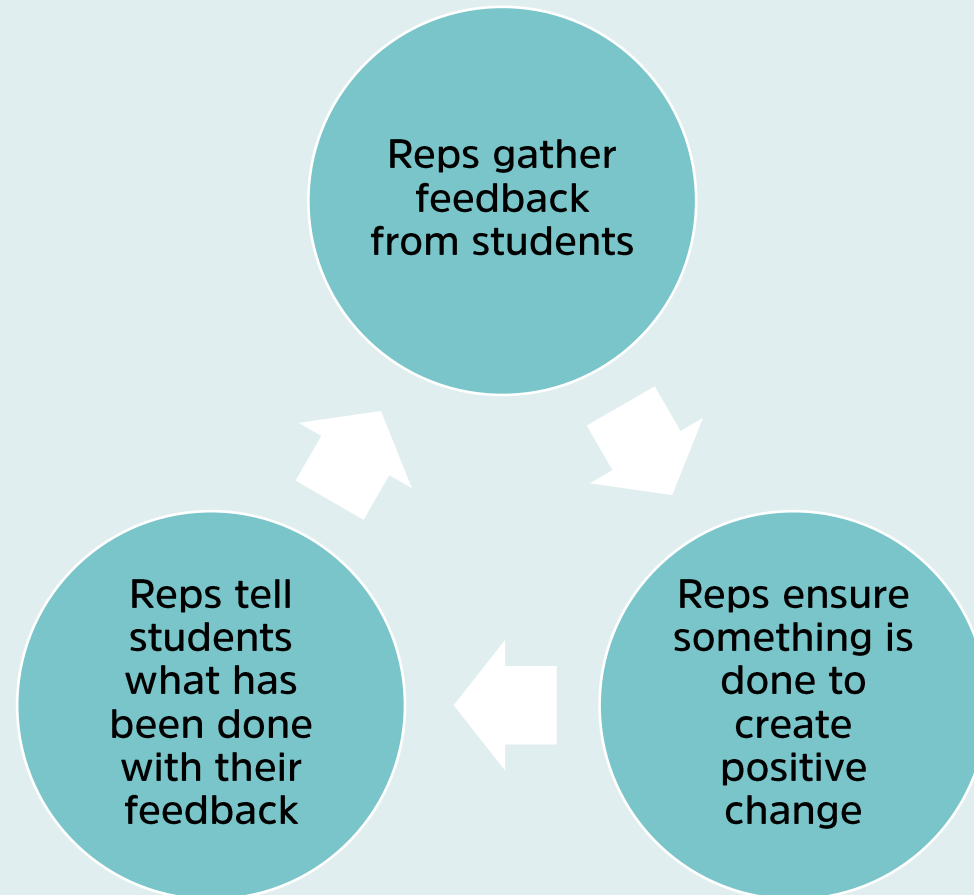 Reps gather
feedback
from students
Reps ensure
something is
done to
create
positive
change
Reps tell
students
what has
been done
with their
feedback